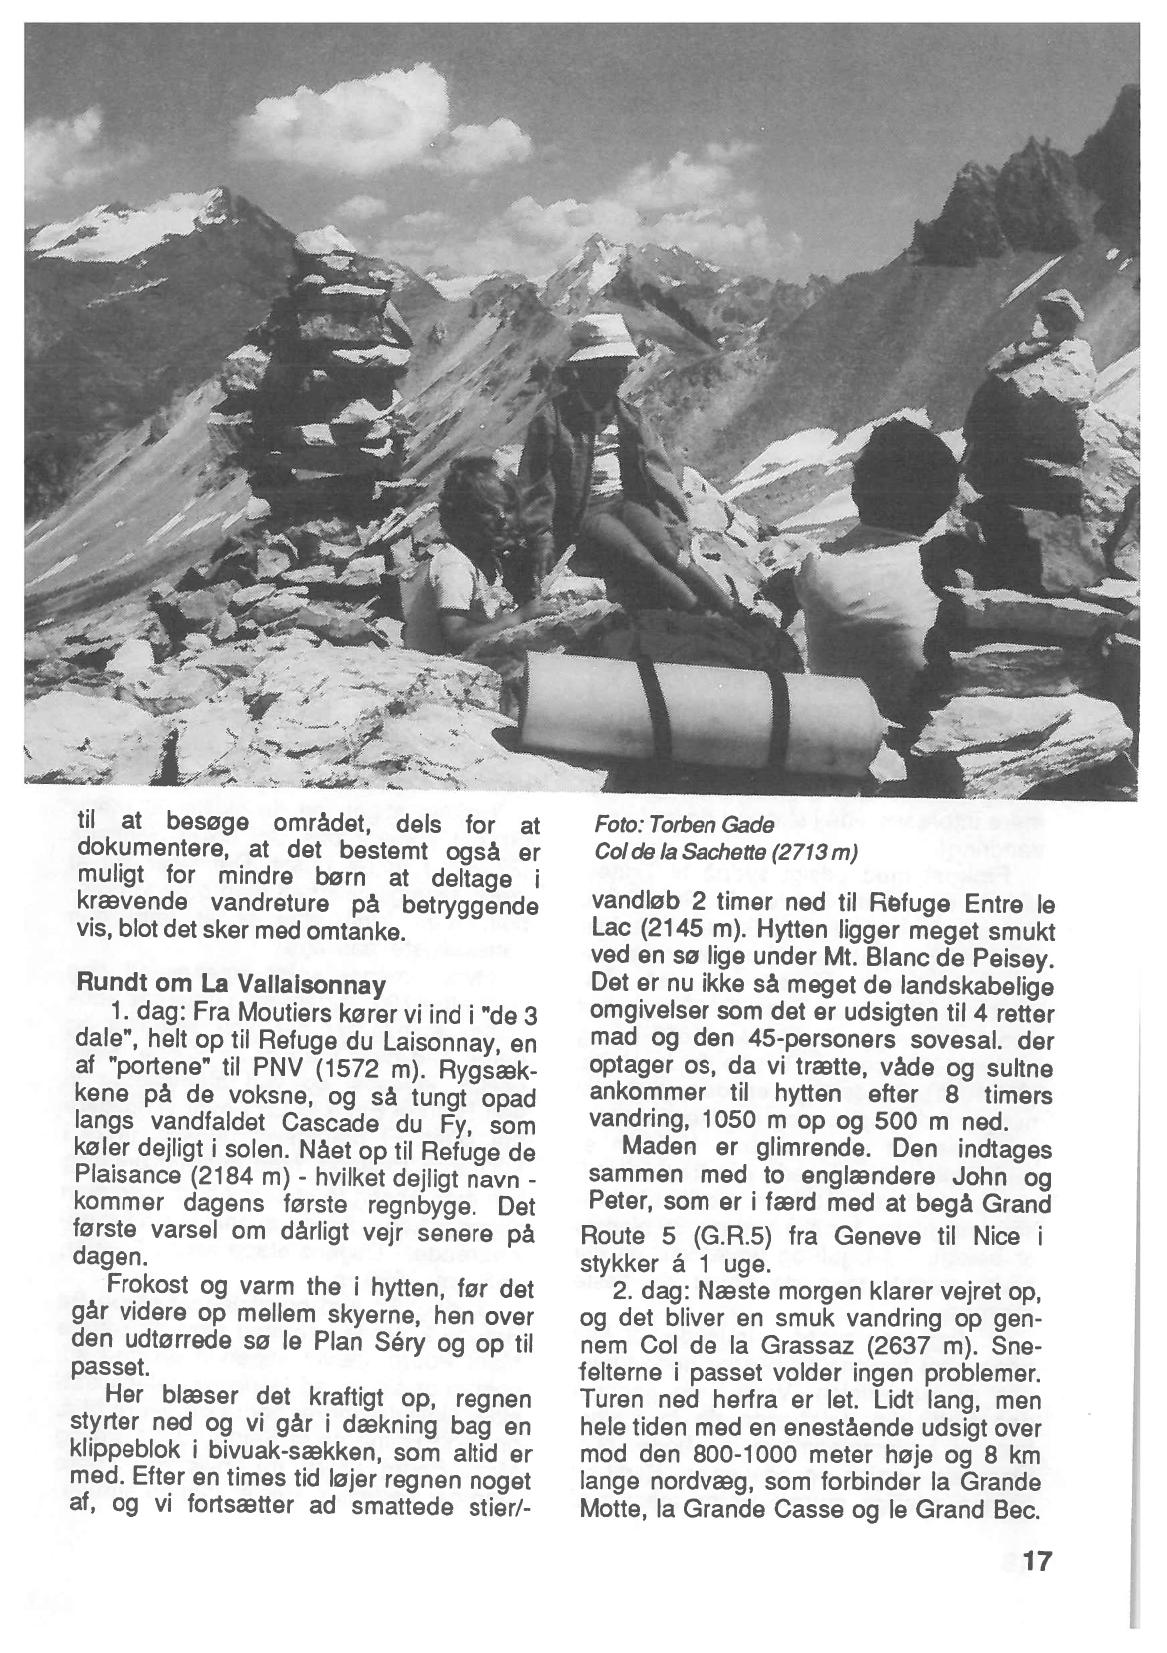 til at besøge området, dels for at
dokumentere, at det bestemt også er
muligt for mindre børn at deltage i
krævende vandreture på betryggende
vis, blot det sker med omtanke.
Rundt om La Vallaisonnay
1. dag: Fra Moutiers kører vi ind i "de 3
dale", helt op til Refuge du Laisonnay, en
af "portene" til PNV (1572 m). Rygsæk-
kene på de voksne, og så tungt opad
langs vandfaldet Cascade du Fy, som
køler dejligt i solen. Nået op til Refuge de
Plaisance (2184 m) - hvilket dejligt navn -
kommer dagens første regnbyge. Det
første varsel om dårligt vejr senere på
dagen.
Frokost og varm the i hytten, før det
går videre op mellem skyerne, hen over
den udtørrede sø le Plan Séry og op til
passet.
Her blæser det kraftigt op, regnen
styrter ned og vi går i dækning bag en
klippeblok i bivuak-sækken, som altid er
med. Efter en times tid løjer regnen noget
af, og vi fortsætter ad smattede stier/-
Foto: Torben Gade
Col de la Sachette (2713 m)
vandløb 2 timer ned til Refuge Entre le
Lac (2145 m). Hytten ligger meget smukt
ved en sø lige under Mt. Blanc de Peisey.
Det er nu ikke så meget de landskabelige
omgivelser som det er udsigten til 4 retter
mad og den 45-personers sovesal. der
optager os, da vi trætte, våde og sultne
ankommer til hytten efter 8 timers
vandring, 1050 m op og 500 m ned.
Maden er glimrende. Den indtages
sammen med to englændere John og
Peter, som er i færd med at begå Grand
Route 5 (G.R.5) fra Geneve til Nice i
stykker á 1 uge.
2. dag: Næste morgen klarer vejret op,
og det bliver en smuk vandring op gen-
nem Col de la Grassaz (2637 m). Sne-
felterne i passet volder ingen problemer.
Turen ned herfra er let. Lidt lang, men
hele tiden med en enestående udsigt over
mod den 800-1000 meter høje og 8 km
lange nordvæg, som forbinder la Grande
Motte, la Grande Casse og le Grand Bec.
17